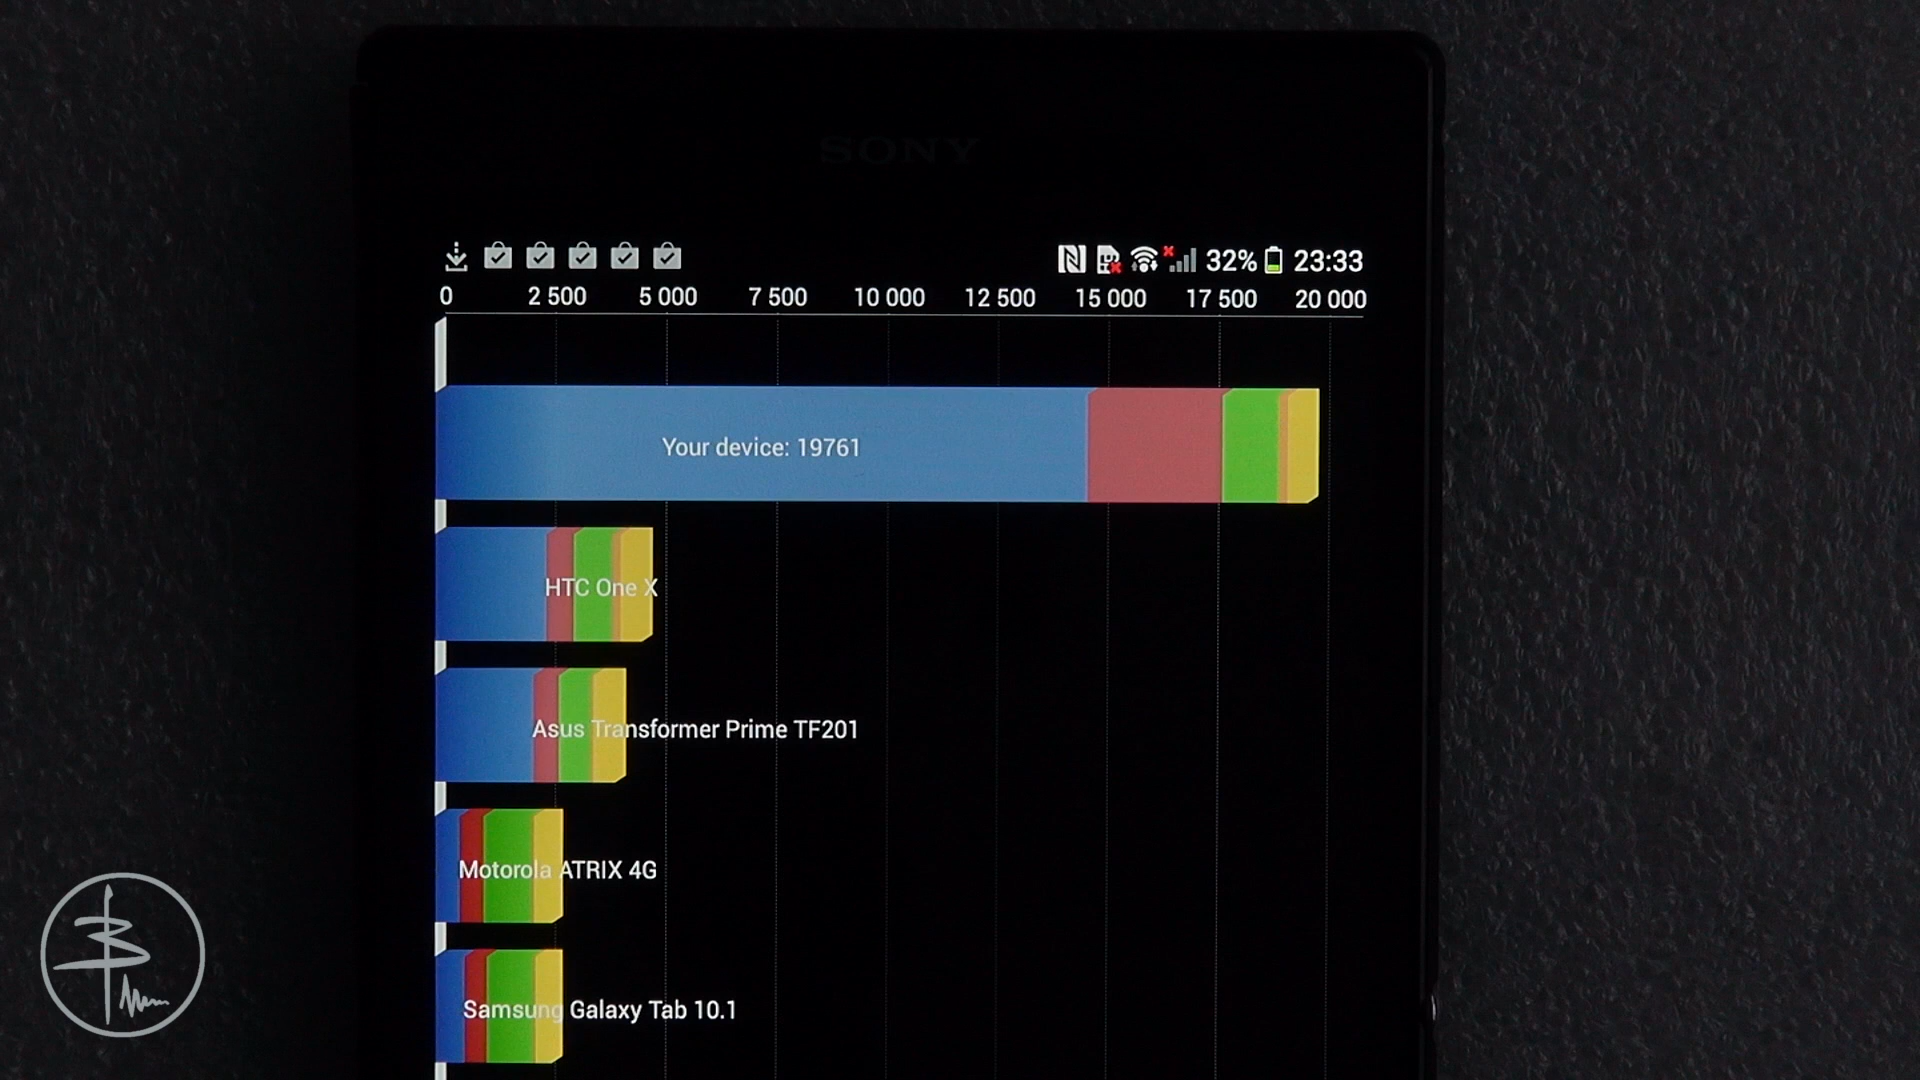 SONY
32% 23:33
0 2 500 5 000 7 500 10 000 12 500 15 000 17 500 20 000
Your device: 19761
HTC One X
Asus Transformer Prime TF201
Motorola ATRIX 4G
Samsung Galaxy Tab 10.1